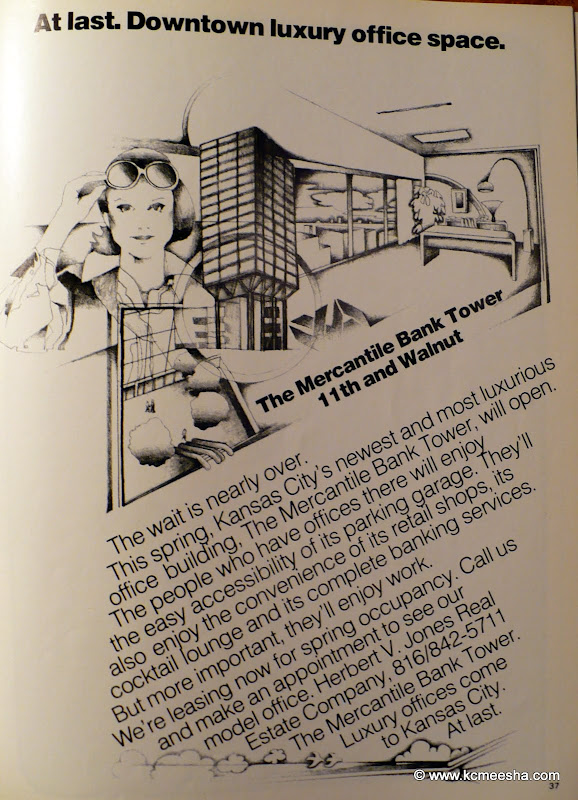 At last. Downtown luxury office space.
The Mercantile Bank Tower
11th and Walnut
The wait is nearly over.
This spring, Kansas City's newest and most luxurious
office building, The Mercantile Bank Tower, will open.
The people who have offices there will enjoy
the easy accessibility of its parking garage. They'll
also enjoy the convenience of its retail shops, its
cocktail lounge and its complete banking services.
But more important, they'll enjoy work.
We're leasing now for spring occupancy. Call us
and make an appointment to see our
model office. Herbert V. Jones Real
Estate Company, 816/842-5711
The Mercantile Bank Tower.
Luxury offices come
to Kansas City.
At last.
© www.kcmeesha.com
37